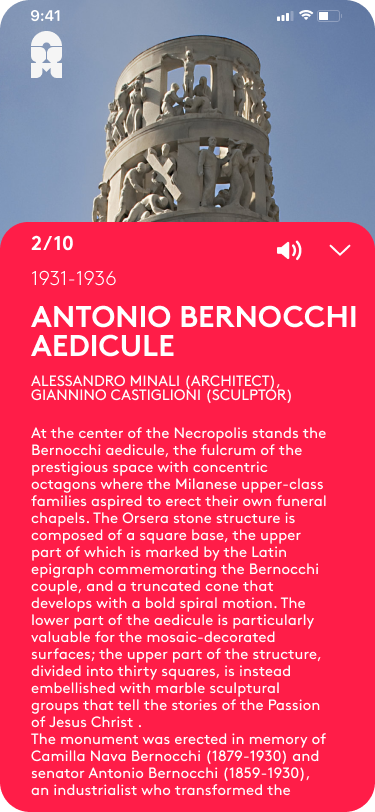 9:41
2/10
1931-1936
ANTONIO BERNOCCHI
AEDICULE
ALESSANDRO MINALI (ARCHITECT),
GIANNINO CASTIGLIONI (SCULPTOR)
At the center of the Necropolis stands the
Bernocchi aedicule, the fulcrum of the
prestigious space with concentric
octagons where the Milanese upper-class
families aspired to erect their own funeral
chapels. The Orsera stone structure is
composed of a square base, the upper
part of which is marked by the Latin
epigraph commemorating the Bernocchi
couple, and a truncated cone that
develops with a bold spiral motion. The
lower part of the aedicule is particularly
valuable for the mosaic-decorated
surfaces; the upper part of the structure,
divided into thirty squares, is instead
embellished with marble sculptural
groups that tell the stories of the Passion
of Jesus Christ .
The monument was erected in memory of
Camilla Nava Bernocchi (1879-1930) and
senator Antonio Bernocchi (1859-1930),
an industrialist who transformed the